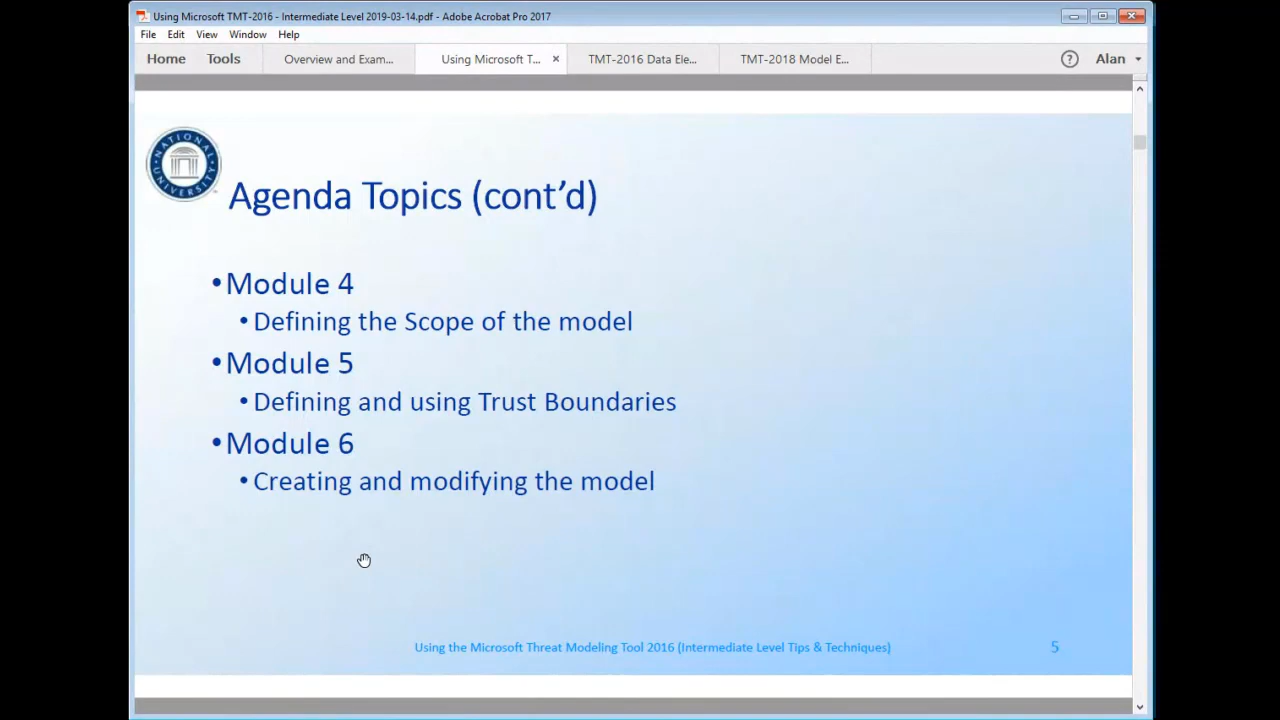 Using Microsoft TMT-2016 - Intermediate Level 2019-03-14.pdf - Adobe Acrobat Pro 2017
File Edit View Window Help
Home Tools Overview and Exam... Using Microsoft T... × TMT-2016 Data Ele... TMT-2018 Model E... ? Alan
NATIONAL UNIVERSITY
Agenda Topics (cont’d)
•Module 4
•Defining the Scope of the model
•Module 5
•Defining and using Trust Boundaries
•Module 6
•Creating and modifying the model
Using the Microsoft Threat Modeling Tool 2016 (Intermediate Level Tips & Techniques) 5